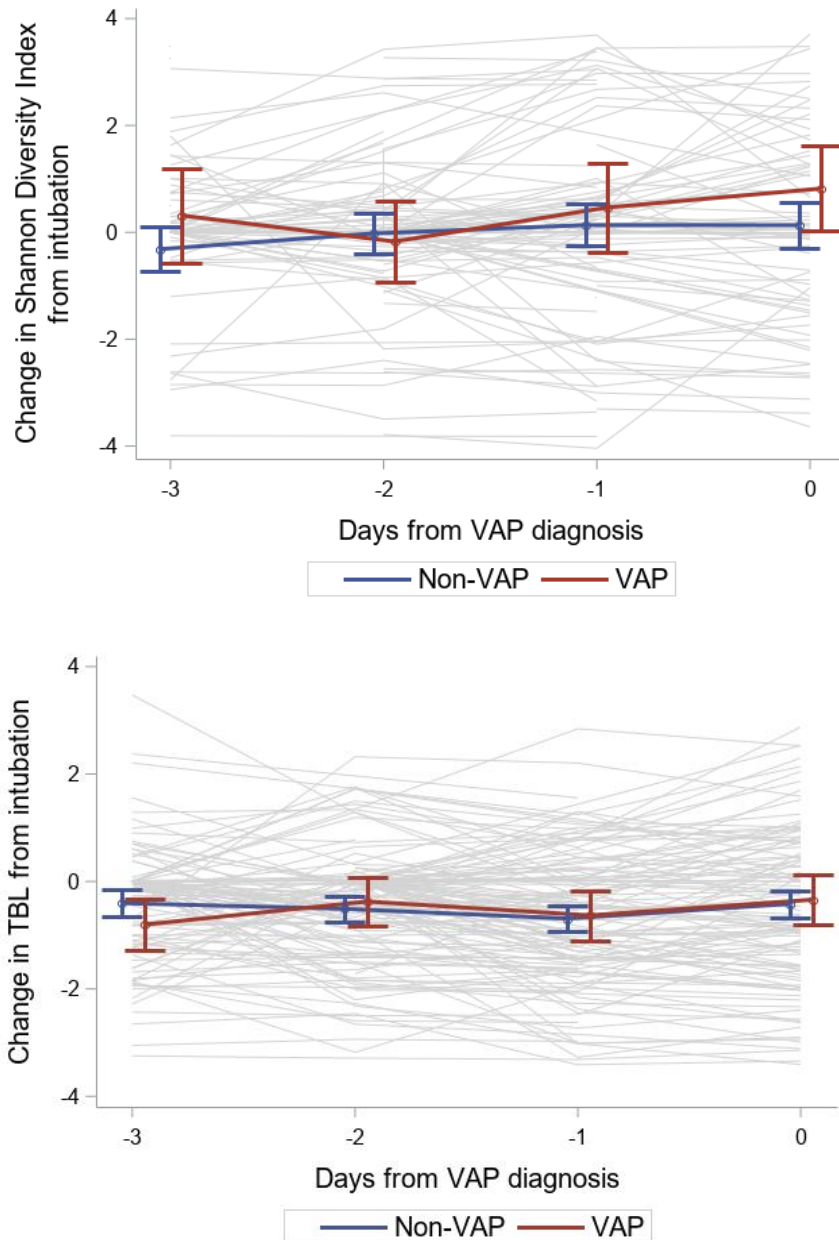 Change in Shannon Diversity Index
from intubation
4
2
0
-2
-4
-3 -2 -1 0
Days from VAP diagnosis
Non-VAP VAP
Change in TBL from intubation
4
2
0
-2
-4
-3 -2 -1 0
Days from VAP diagnosis
Non-VAP VAP